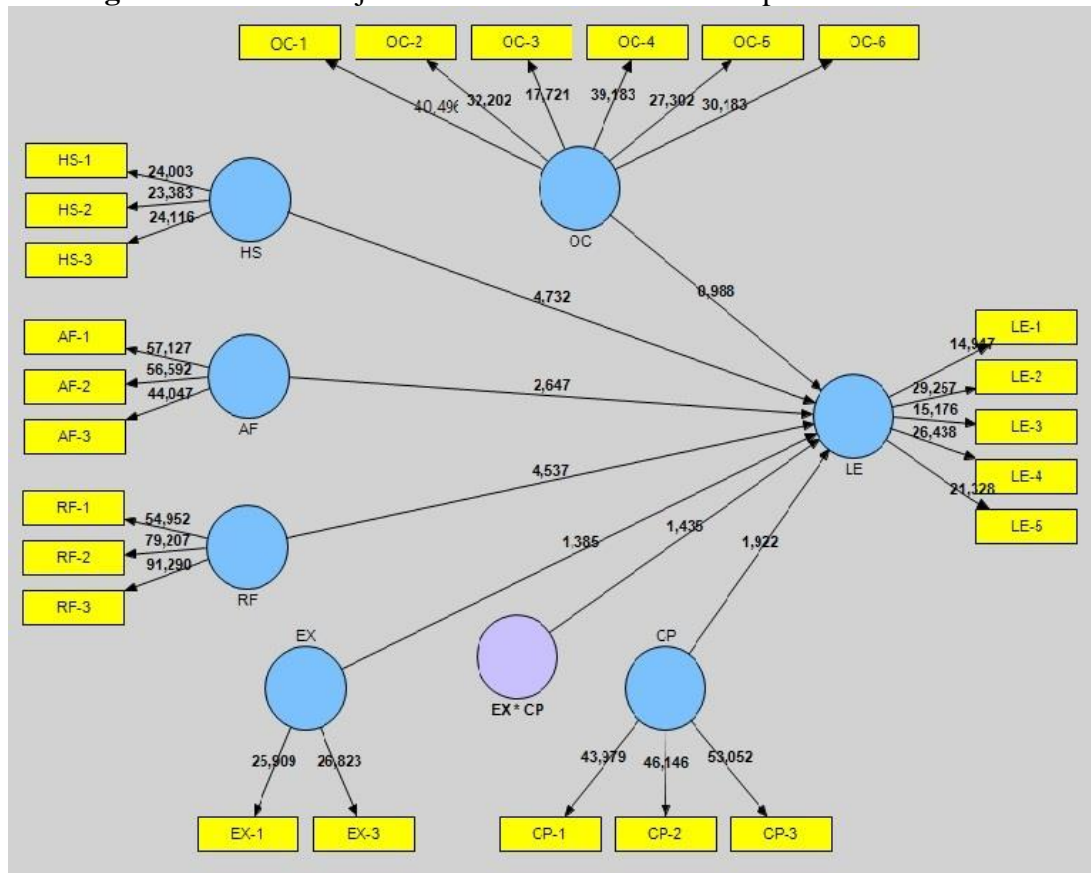 OC-1 OC-2 OC-3 OC-4 OC-5 OC-6
40,496 32,202 17,721 39,183 27,302 30,183
HS-1
24,003
HS-2
23,383
24,116
HS-3
HS
OC
4,732
0,988
AF-1
57,127
AF-2
56,592
44,047
AF-3
AF
2,647
LE-1
14,947
LE-2
29,257
15,176
LE-3
26,438
LE-4
21,328
LE-5
LE
RF-1
54,952
RF-2
79,207
91,290
RF-3
RF
4,537
1,385
1,435
1,922
EX
EX * CP
CP
25,909 26,823
43,979 46,146 53,052
EX-1 EX-3 CP-1 CP-2 CP-3